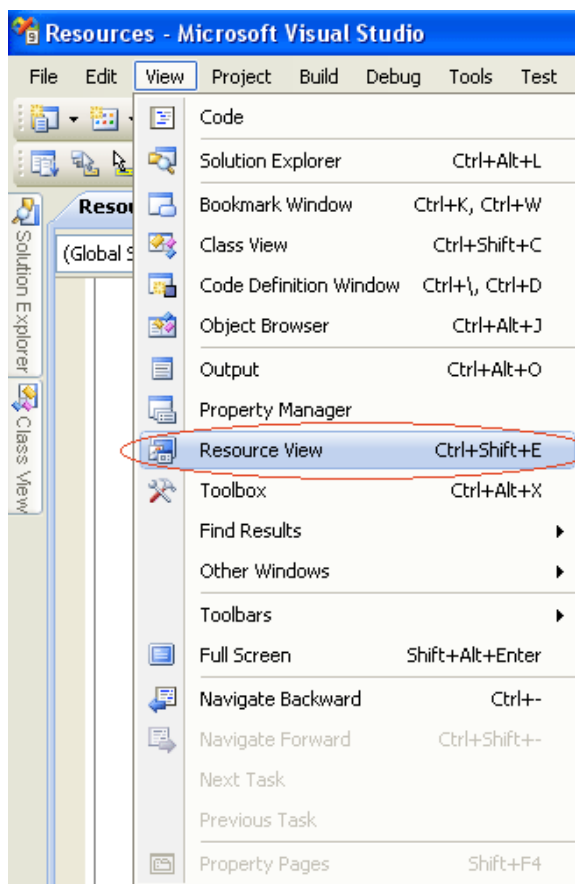 Resources - Microsoft Visual Studio
File Edit View Project Build Debug Tools Test
Code
Solution Explorer Ctrl+Alt+L
Bookmark Window Ctrl+K, Ctrl+W
Class View Ctrl+Shift+C
Code Definition Window Ctrl+\, Ctrl+D
Object Browser Ctrl+Alt+J
Output Ctrl+Alt+O
Property Manager
Resource View Ctrl+Shift+E
Toolbox Ctrl+Alt+X
Find Results
Other Windows
Toolbars
Full Screen Shift+Alt+Enter
Navigate Backward Ctrl+-
Navigate Forward Ctrl+Shift+-
Next Task
Previous Task
Property Pages Shift+F4
Resou
(Global S
Solution Explorer
Class View